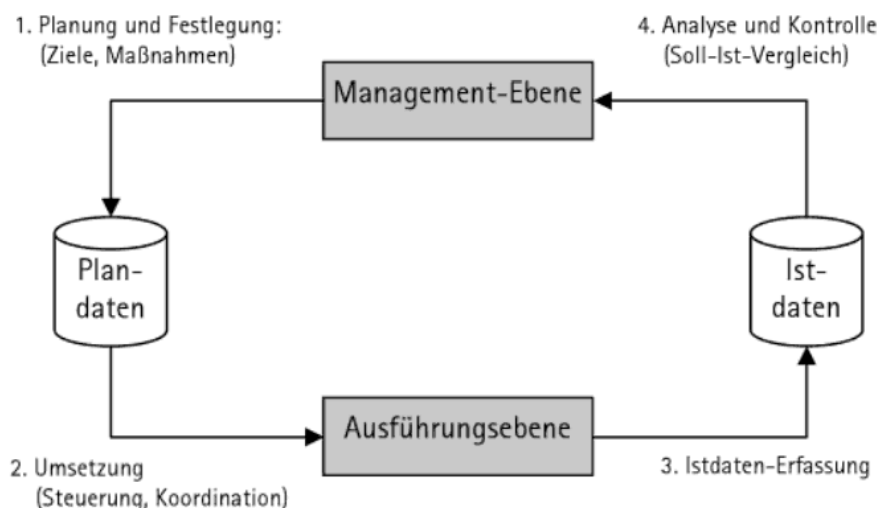 1. Planung und Festlegung:
(Ziele, Maßnahmen)
4. Analyse und Kontrolle
(Soll-Ist-Vergleich)
Management-Ebene
Plan-
daten
Ist-
daten
Ausführungsebene
2. Umsetzung
(Steuerung, Koordination)
3. Istdaten-Erfassung